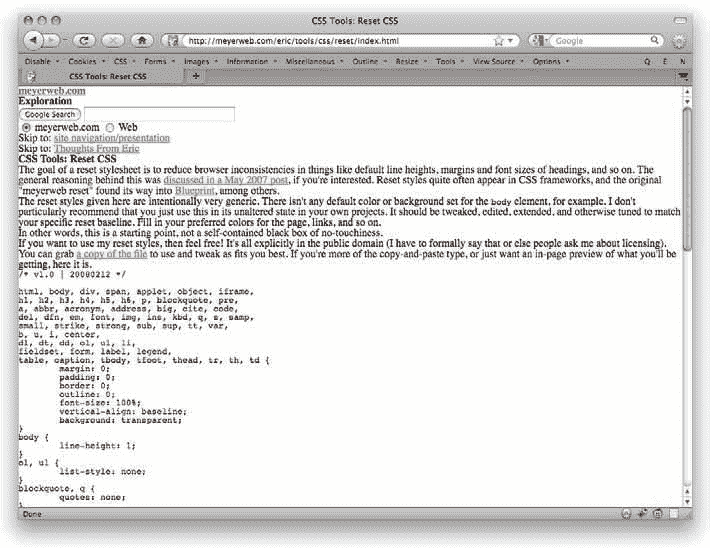 CSS Tools: Reset CSS
http://meyerweb.com/eric/tools/css/reset/index.html
Google
Disable Cookies CSS Forms Images Information Miscellaneous Outline Resize Tools View Source Options
CSS Tools: Reset CSS
meyerweb.com
Exploration
Google Search
meyerweb.com Web
Skip to: site navigation/presentation
Skip to: Thoughts From Eric
CSS Tools: Reset CSS
The goal of a reset stylesheet is to reduce browser inconsistencies in things like default line heights, margins and font sizes of headings, and so on. The
general reasoning behind this was discussed in a May 2007 post, if you're interested. Reset styles quite often appear in CSS frameworks, and the original
"meyerweb reset" found its way into Blueprint, among others.
The reset styles given here are intentionally very generic. There isn't any default color or background set for the body element, for example. I don't
particularly recommend that you just use this in its unaltered state in your own projects. It should be tweaked, edited, extended, and otherwise tuned to match
your specific reset baseline. Fill in your preferred colors for the page, links, and so on.
In other words, this is a starting point, not a self-contained black box of no-touchiness.
If you want to use my reset styles, then feel free! It's all explicitly in the public domain (I have to formally say that or else people ask me about licensing).
You can grab a copy of the file to use and tweak as fits you best. If you're more of the copy-and-paste type, or just want an in-page preview of what you'll be
getting, here it is.
/* v1.0 | 20080212 */
html, body, div, span, applet, object, iframe,
h1, h2, h3, h4, h5, h6, p, blockquote, pre,
a, abbr, acronym, address, big, cite, code,
del, dfn, em, font, img, ins, kbd, q, s, samp,
small, strike, strong, sub, sup, tt, var,
b, u, i, center,
dl, dt, dd, ol, ul, li,
fieldset, form, label, legend,
table, caption, tbody, tfoot, thead, tr, th, td {
margin: 0;
padding: 0;
border: 0;
outline: 0;
font-size: 100%;
vertical-align: baseline;
background: transparent;
}
body {
line-height: 1;
}
ol, ul {
list-style: none;
}
blockquote, q {
quotes: none;
Done